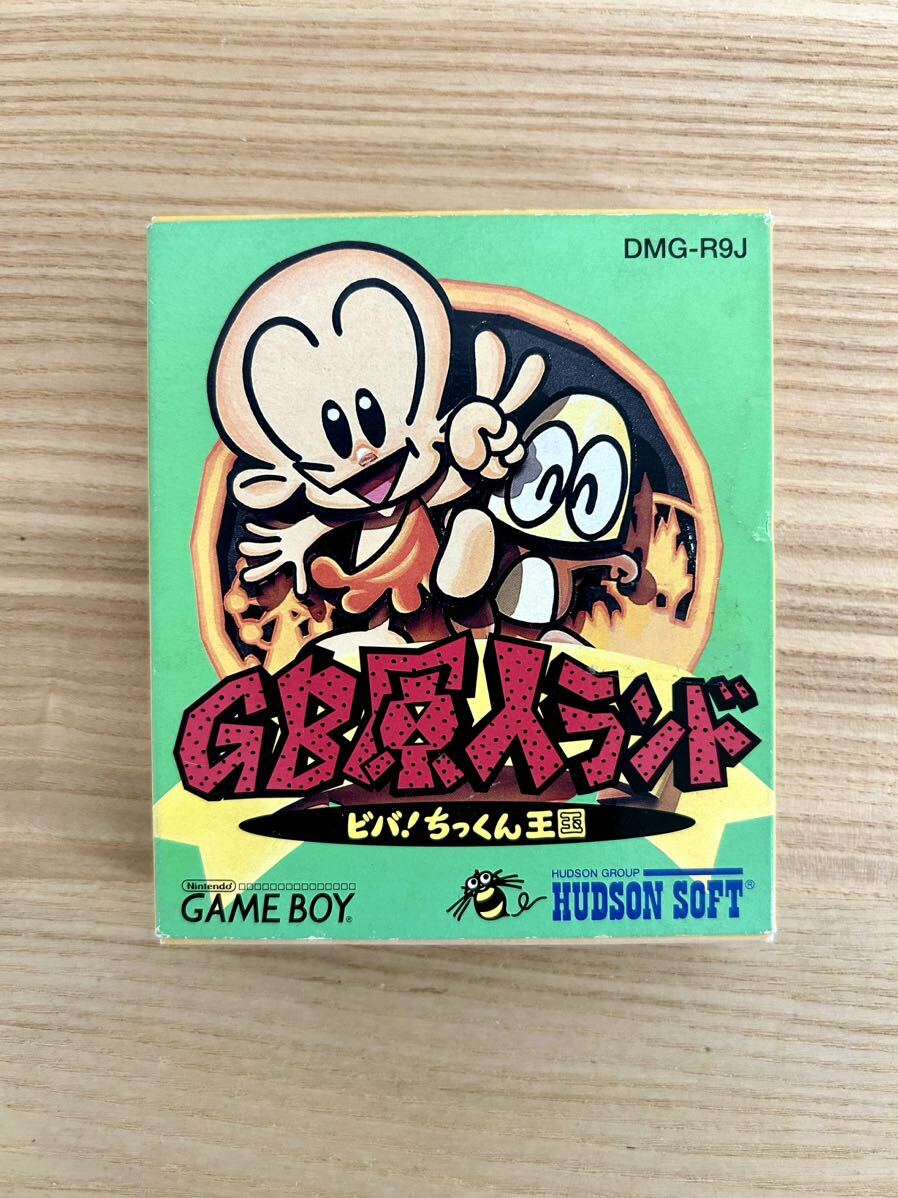 DMG-R9J
GB原人ランド
ビバ!ちっくん王国
Nintendo
GAME BOY®
HUDSON GROUP
HUDSON SOFT®